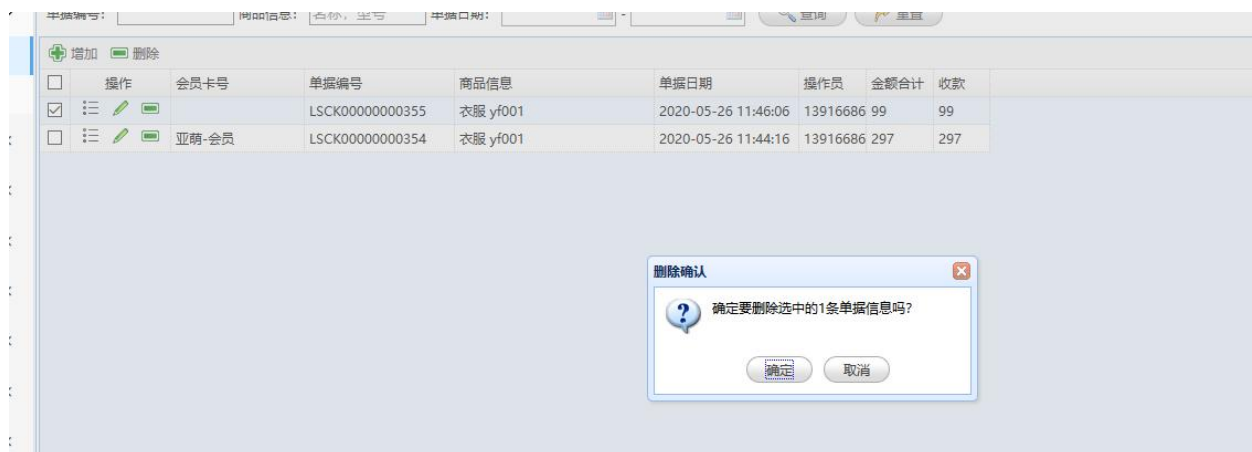 单据编号: 商品信息: 名称，型号 单据日期: - 查询 重置
增加 删除
操作 会员卡号 单据编号 商品信息 单据日期 操作员 金额合计 收款
LSCK00000000355 衣服 yf001 2020-05-26 11:46:06 13916686 99 99
亚萌-会员 LSCK00000000354 衣服 yf001 2020-05-26 11:44:16 13916686 297 297
删除确认
确定要删除选中的1条单据信息吗?
确定 取消